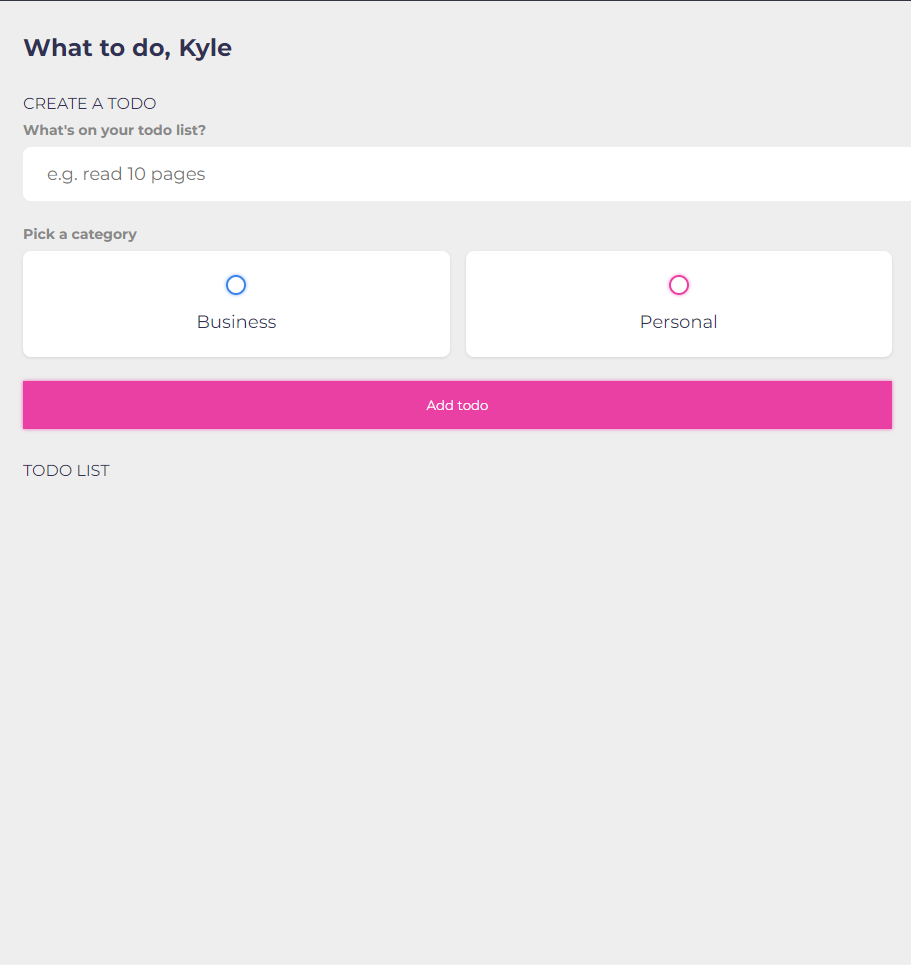 What to do, Kyle
CREATE A TODO
What's on your todo list?
e.g. read 10 pages
Pick a category
Business
Personal
Add todo
TODO LIST